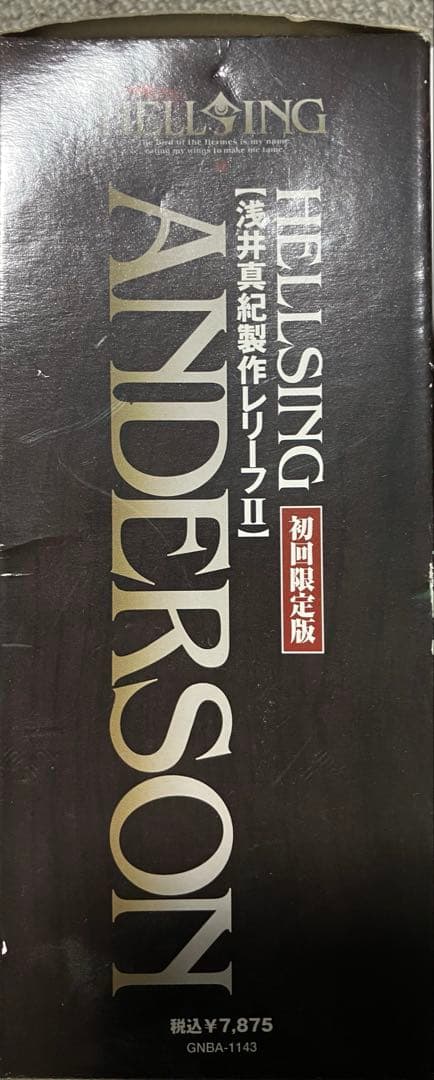 HELLSING
bird of the Hermes is my name
eating my wings to make me tame.
HELLSING 初回限定版
【浅井真紀製作レリーフII】
ANDERSON
税込¥7,875
GNBA-1143